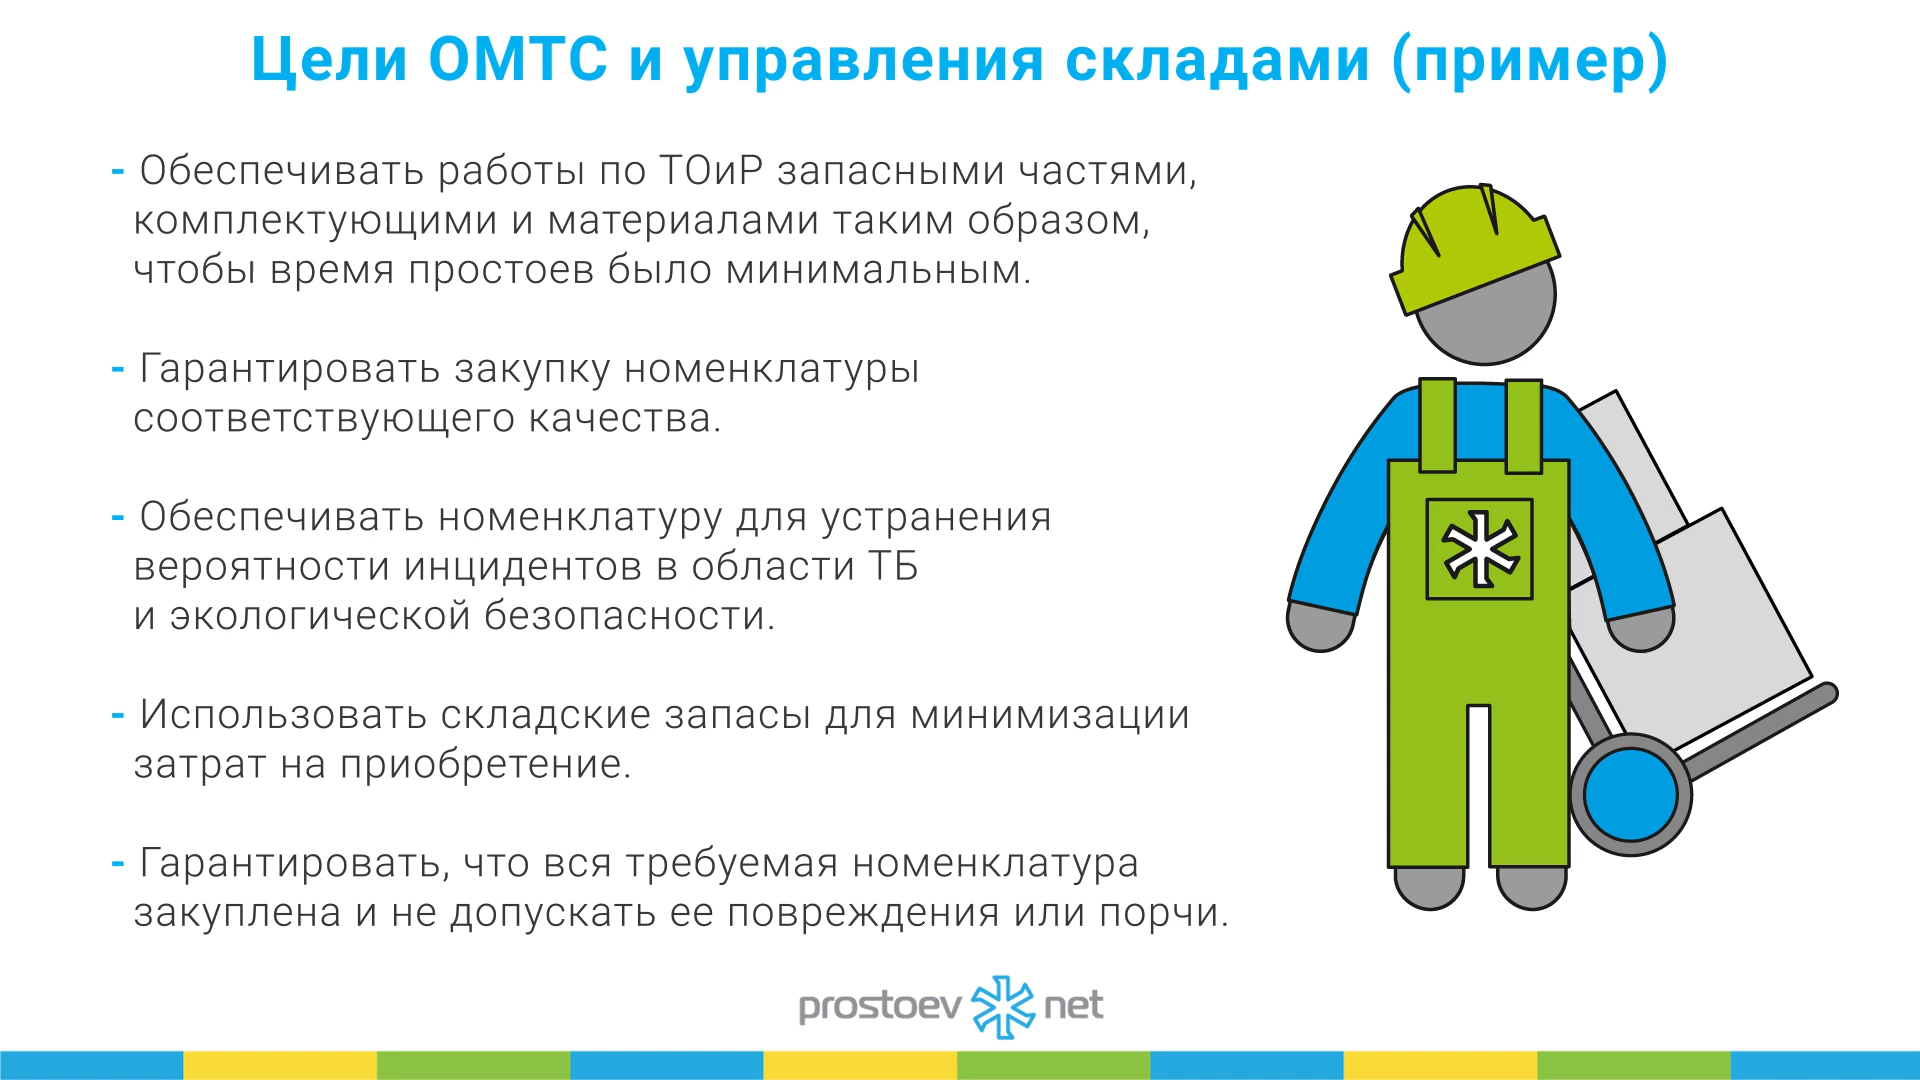 Цели ОМТС и управления складами (пример)
- Обеспечивать работы по ТОиР запасными частями,
комплектующими и материалами таким образом,
чтобы время простоев было минимальным.
- Гарантировать закупку номенклатуры
соответствующего качества.
- Обеспечивать номенклатуру для устранения
вероятности инцидентов в области ТБ
и экологической безопасности.
- Использовать складские запасы для минимизации
затрат на приобретение.
- Гарантировать, что вся требуемая номенклатура
закуплена и не допускать ее повреждения или порчи.
prostoev net